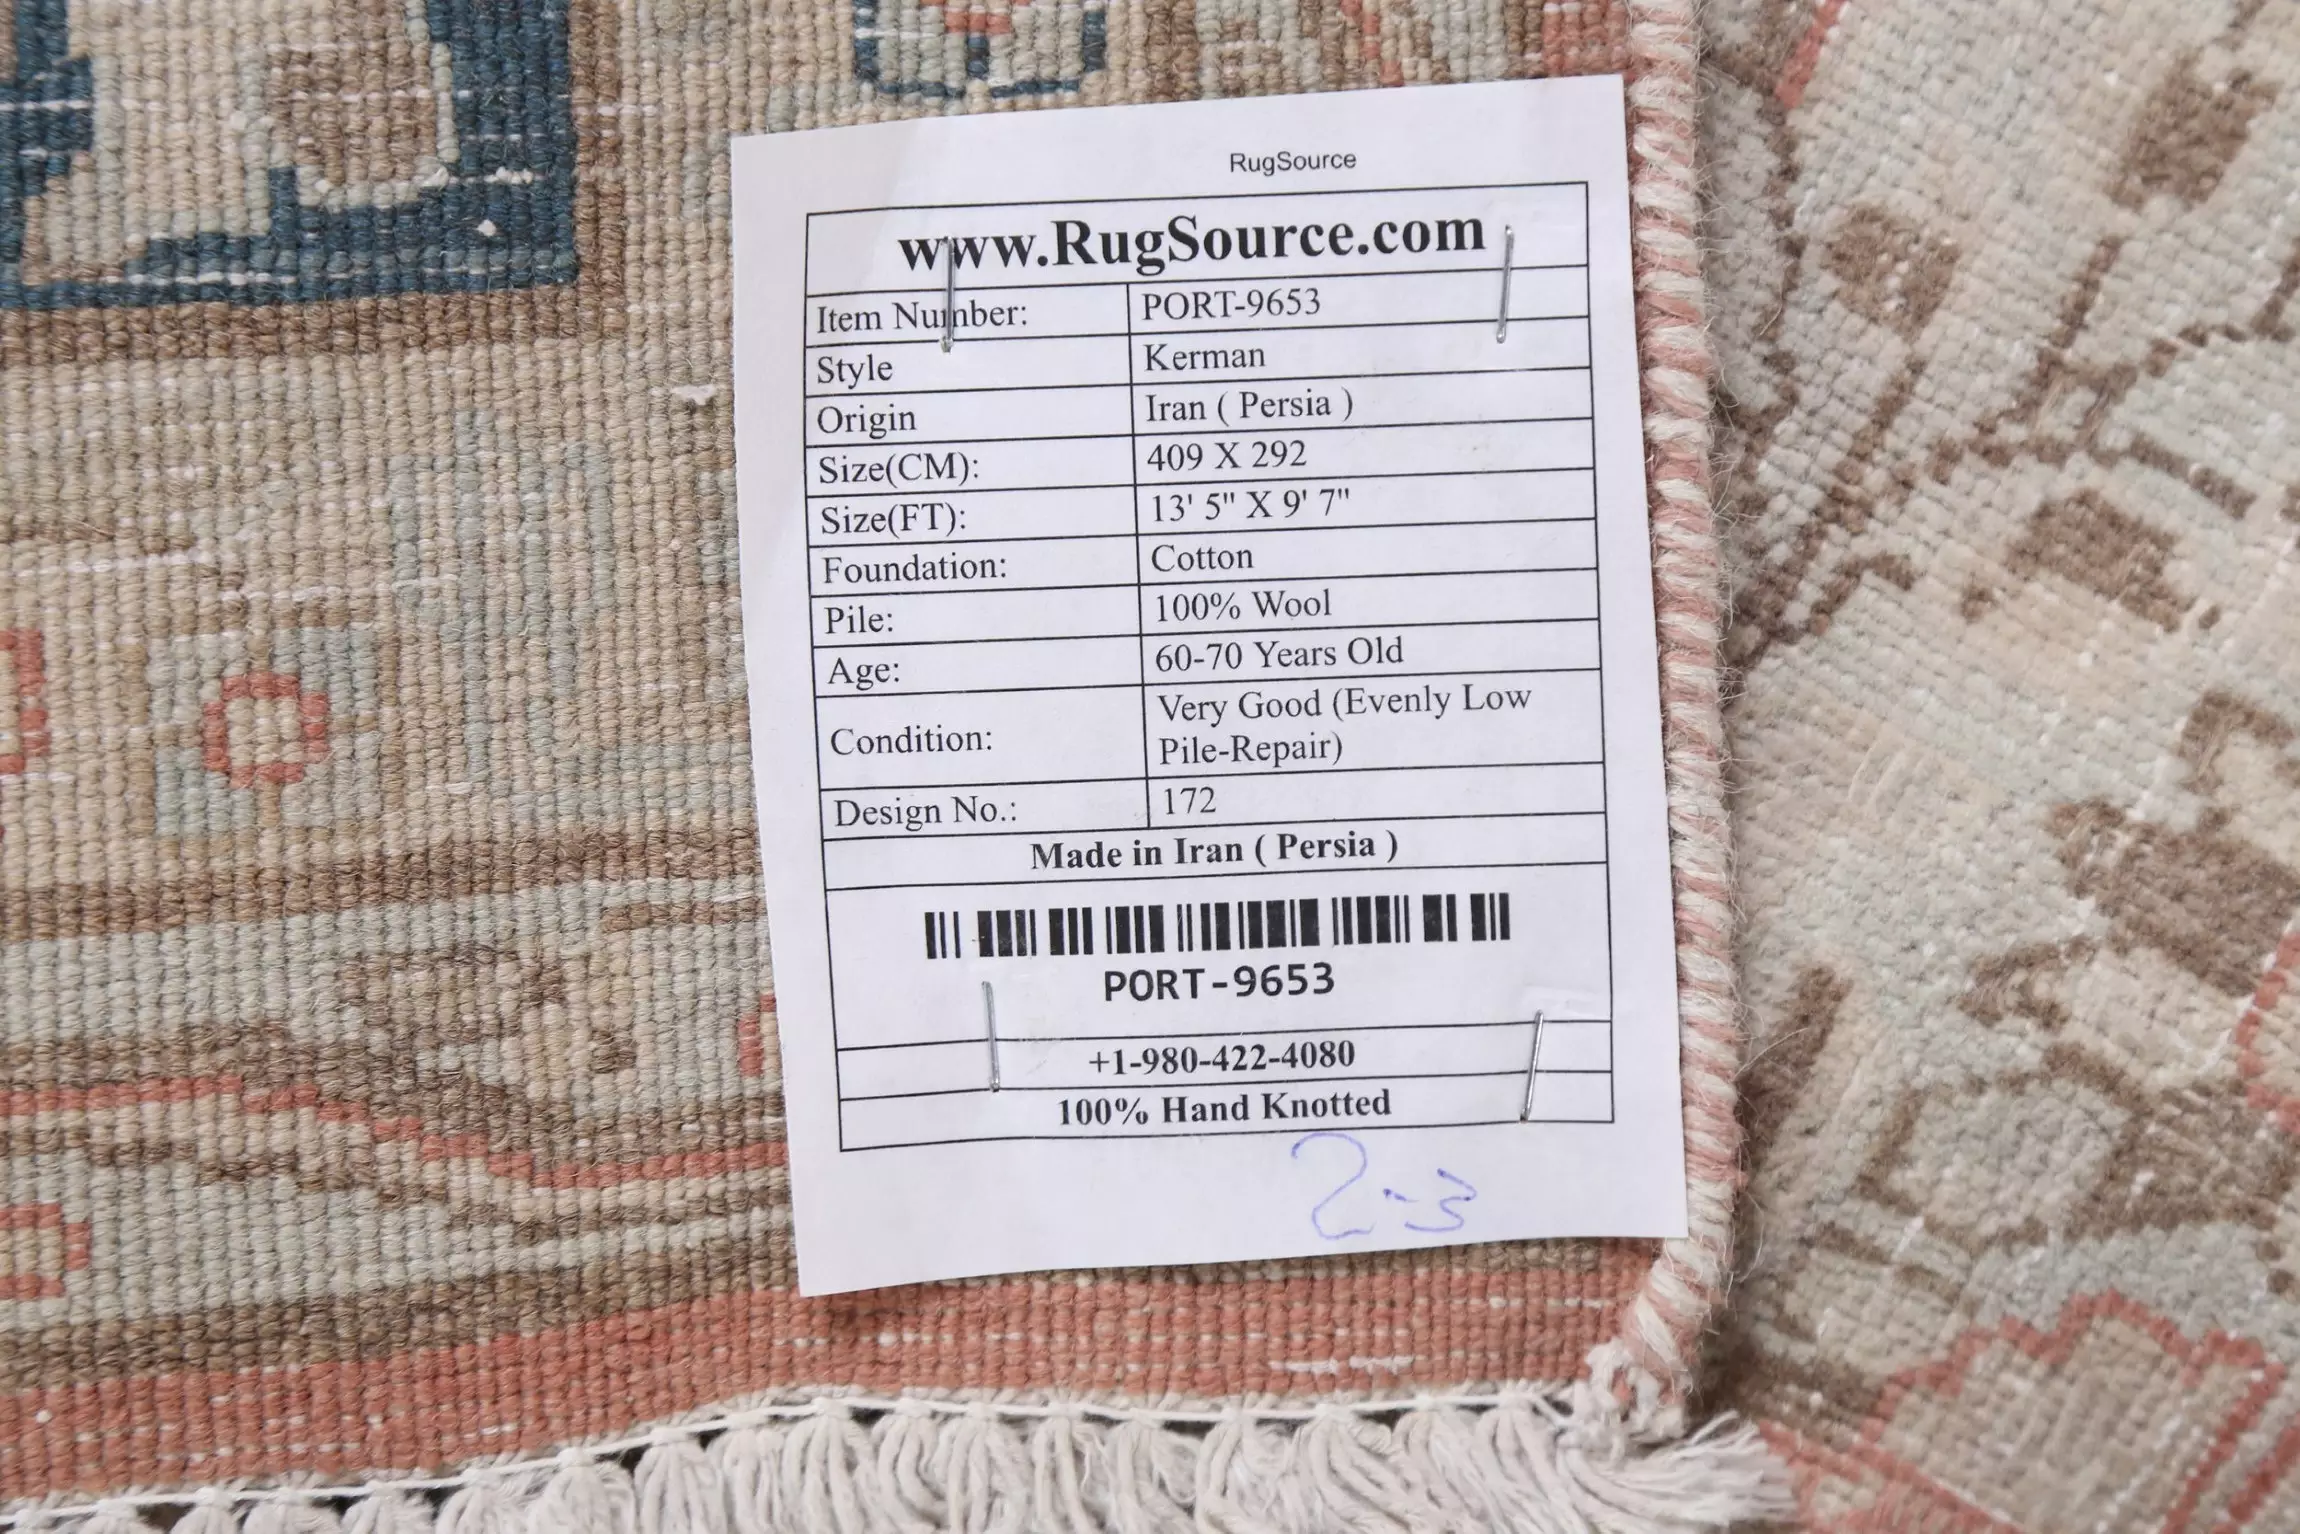 RugSource
www.RugSource.com
Item Number: PORT-9653
Style Kerman
Origin Iran ( Persia )
Size(CM): 409 X 292
Size(FT): 13' 5" X 9' 7"
Foundation: Cotton
Pile: 100% Wool
Age: 60-70 Years Old
Condition: Very Good (Evenly Low
Pile-Repair)
Design No.: 172
Made in Iran ( Persia )
PORT-9653
+1-980-422-4080
100% Hand Knotted
2-3